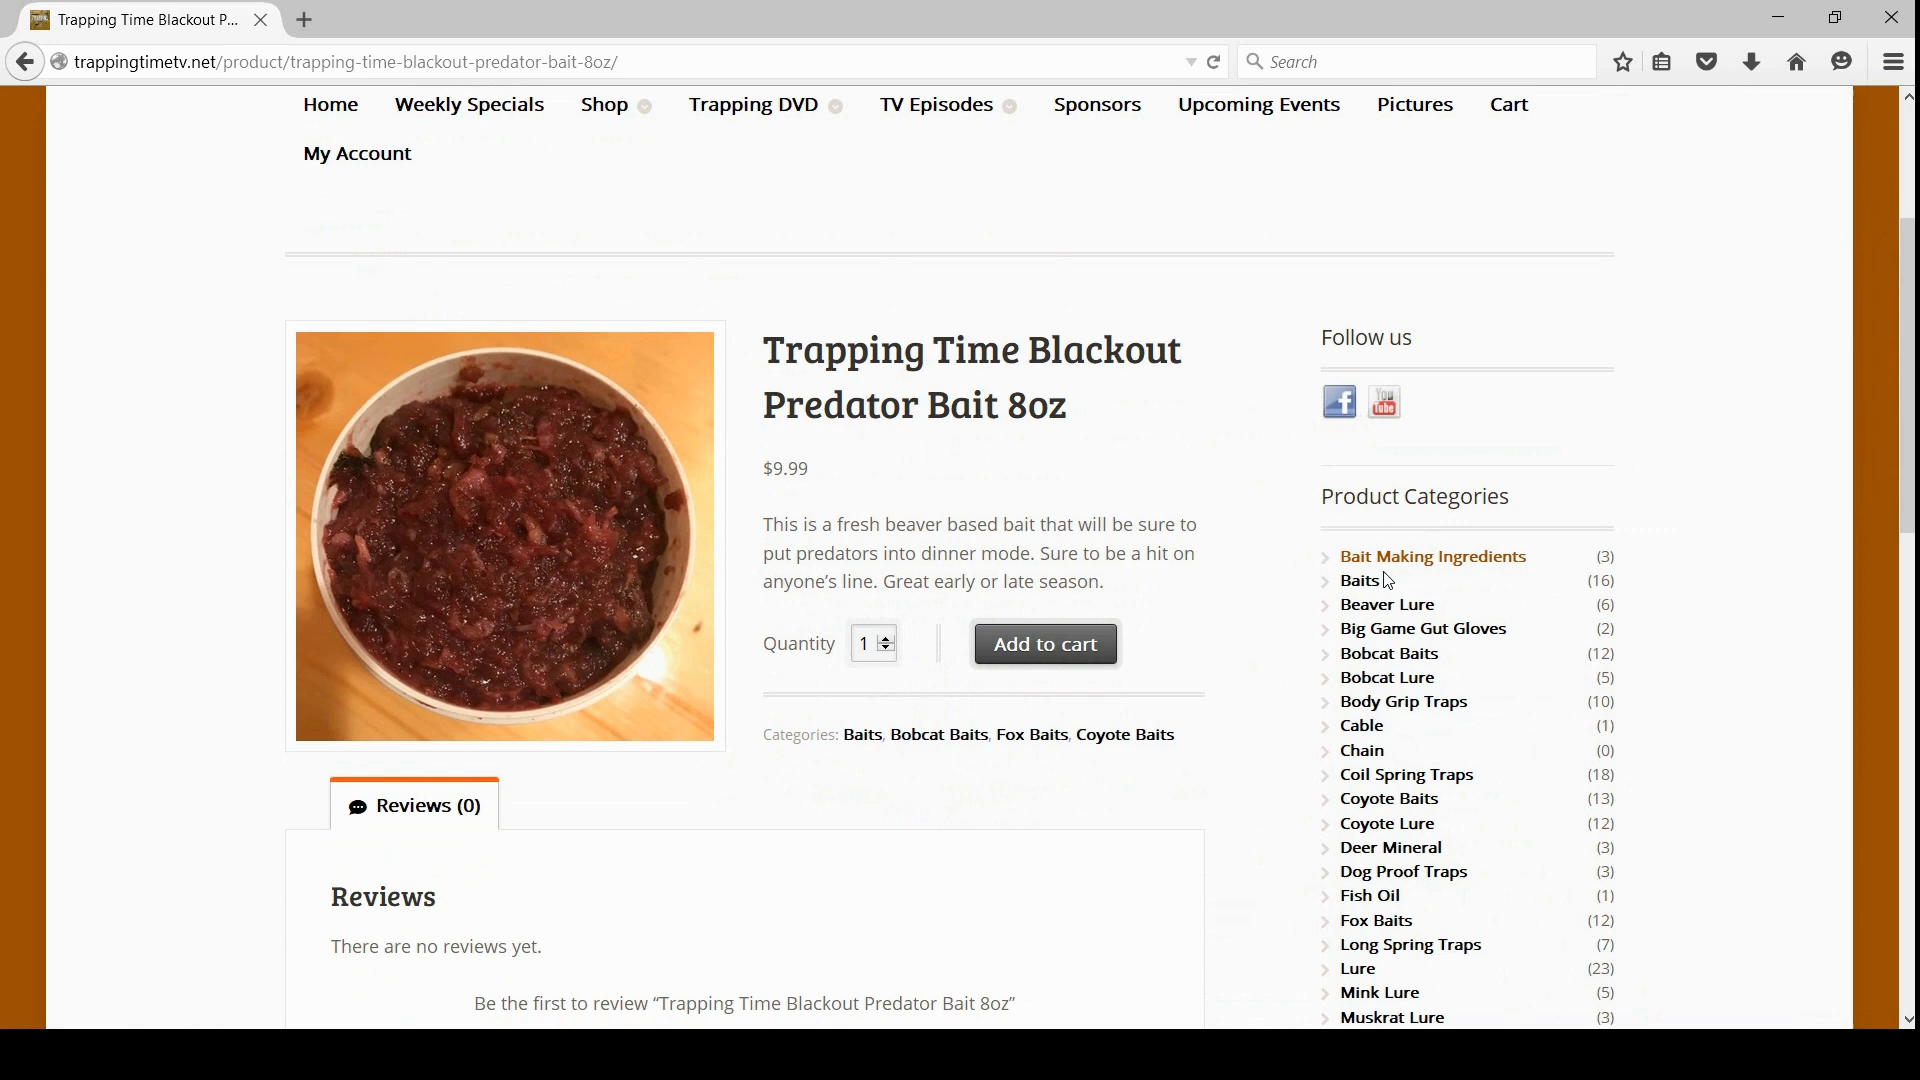 Trapping Time Blackout P...
trappingtimetv.net/product/trapping-time-blackout-predator-bait-8oz/
Search
Home Weekly Specials Shop Trapping DVD TV Episodes Sponsors Upcoming Events Pictures Cart
My Account
Trapping Time Blackout
Predator Bait 8oz
$9.99
This is a fresh beaver based bait that will be sure to
put predators into dinner mode. Sure to be a hit on
anyone's line. Great early or late season.
Quantity 1 Add to cart
Categories: Baits, Bobcat Baits, Fox Baits, Coyote Baits
Reviews (0)
Reviews
There are no reviews yet.
Be the first to review “Trapping Time Blackout Predator Bait 8oz”
Follow us
You Tube
Product Categories
Bait Making Ingredients (3)
Baits (16)
Beaver Lure (6)
Big Game Gut Gloves (2)
Bobcat Baits (12)
Bobcat Lure (5)
Body Grip Traps (10)
Cable (1)
Chain (0)
Coil Spring Traps (18)
Coyote Baits (13)
Coyote Lure (12)
Deer Mineral (3)
Dog Proof Traps (3)
Fish Oil (1)
Fox Baits (12)
Long Spring Traps (7)
Lure (23)
Mink Lure (5)
Muskrat Lure (3)